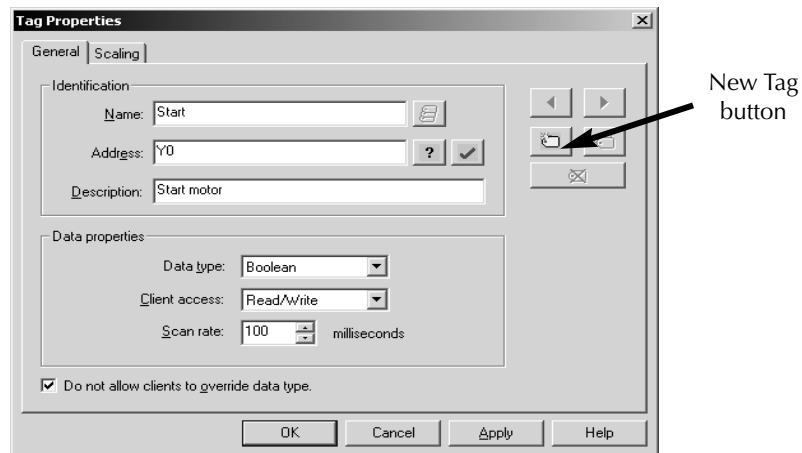 Tag Properties
General Scaling
Identification
Name: Start
Address: Y0 ?
Description: Start motor
Data properties
Data type: Boolean
Client access: Read/Write
Scan rate: 100 milliseconds
Do not allow clients to override data type.
OK Cancel Apply Help
New Tag
button